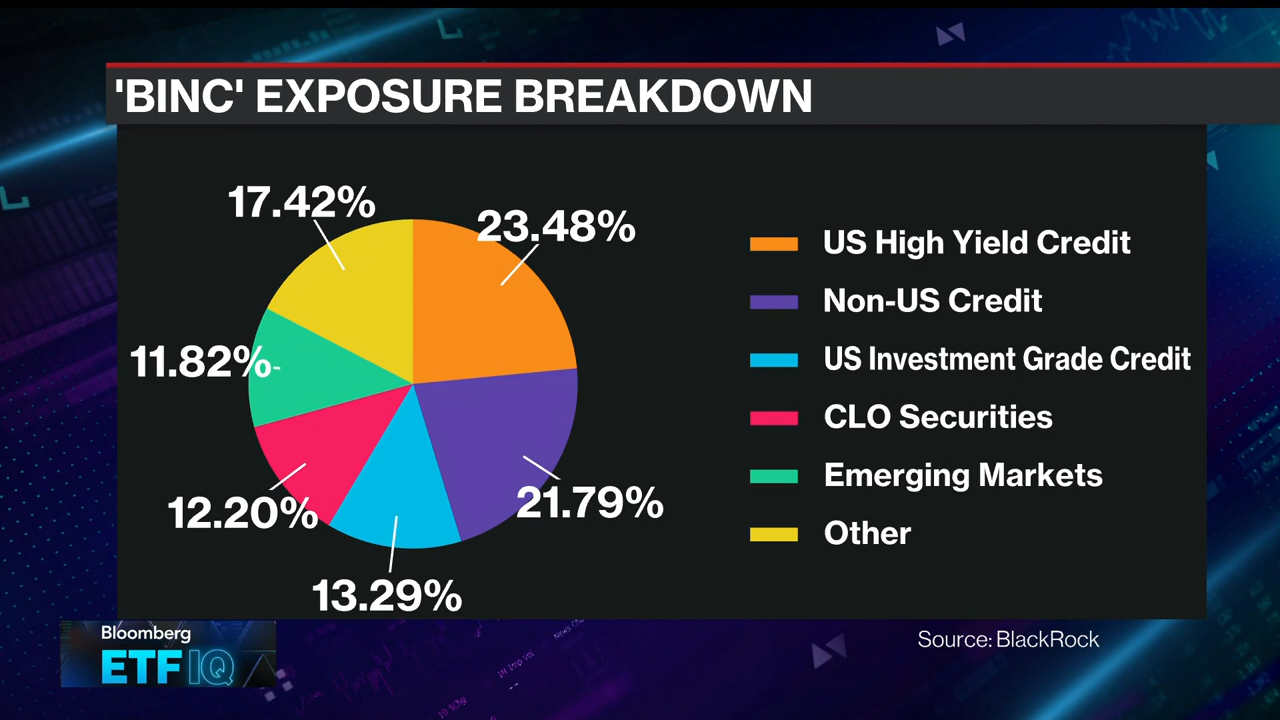 'BINC' EXPOSURE BREAKDOWN
17.42%
23.48%
11.82%
12.20%
21.79%
13.29%
US High Yield Credit
Non-US Credit
US Investment Grade Credit
CLO Securities
Emerging Markets
Other
Bloomberg
ETF IQ
Source: BlackRock